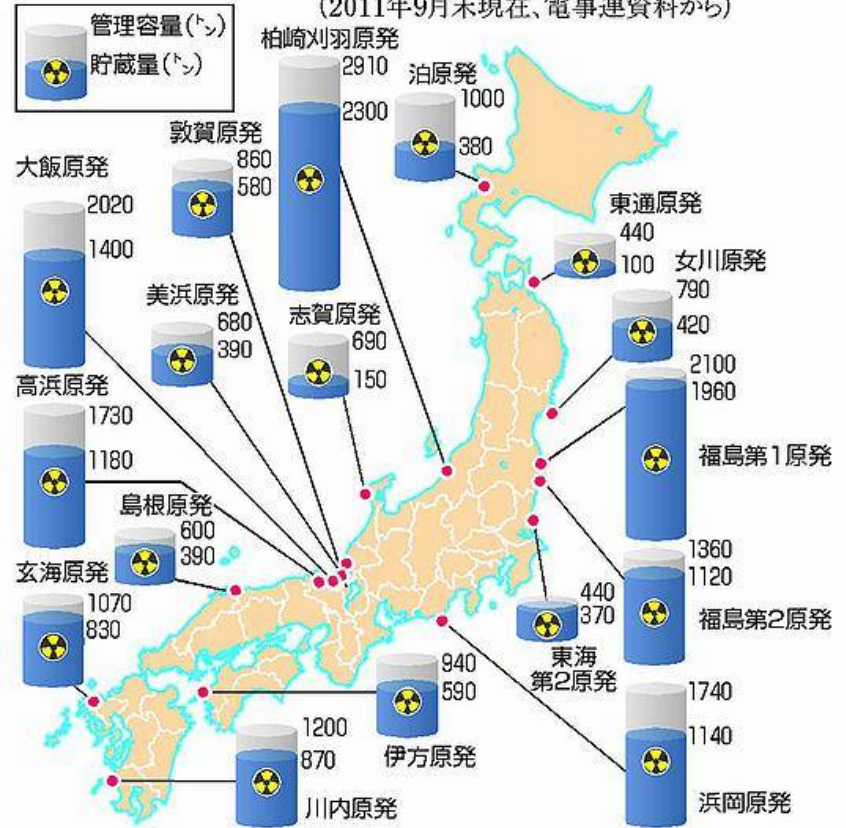 (2011年9月末現在、電事連資料から)
管理容量(㌧)
貯蔵量(㌧)
柏崎刈羽原発
2910
2300
泊原発
1000
380
敦賀原発
860
580
大飯原発
2020
1400
東通原発
440
100
女川原発
790
420
美浜原発
680
390
志賀原発
690
150
2100
1960
福島第1原発
高浜原発
1730
1180
島根原発
600
390
1360
1120
福島第2原発
玄海原発
1070
830
440
370
東海
第2原発
940
590
伊方原発
1740
1140
浜岡原発
1200
870
川内原発